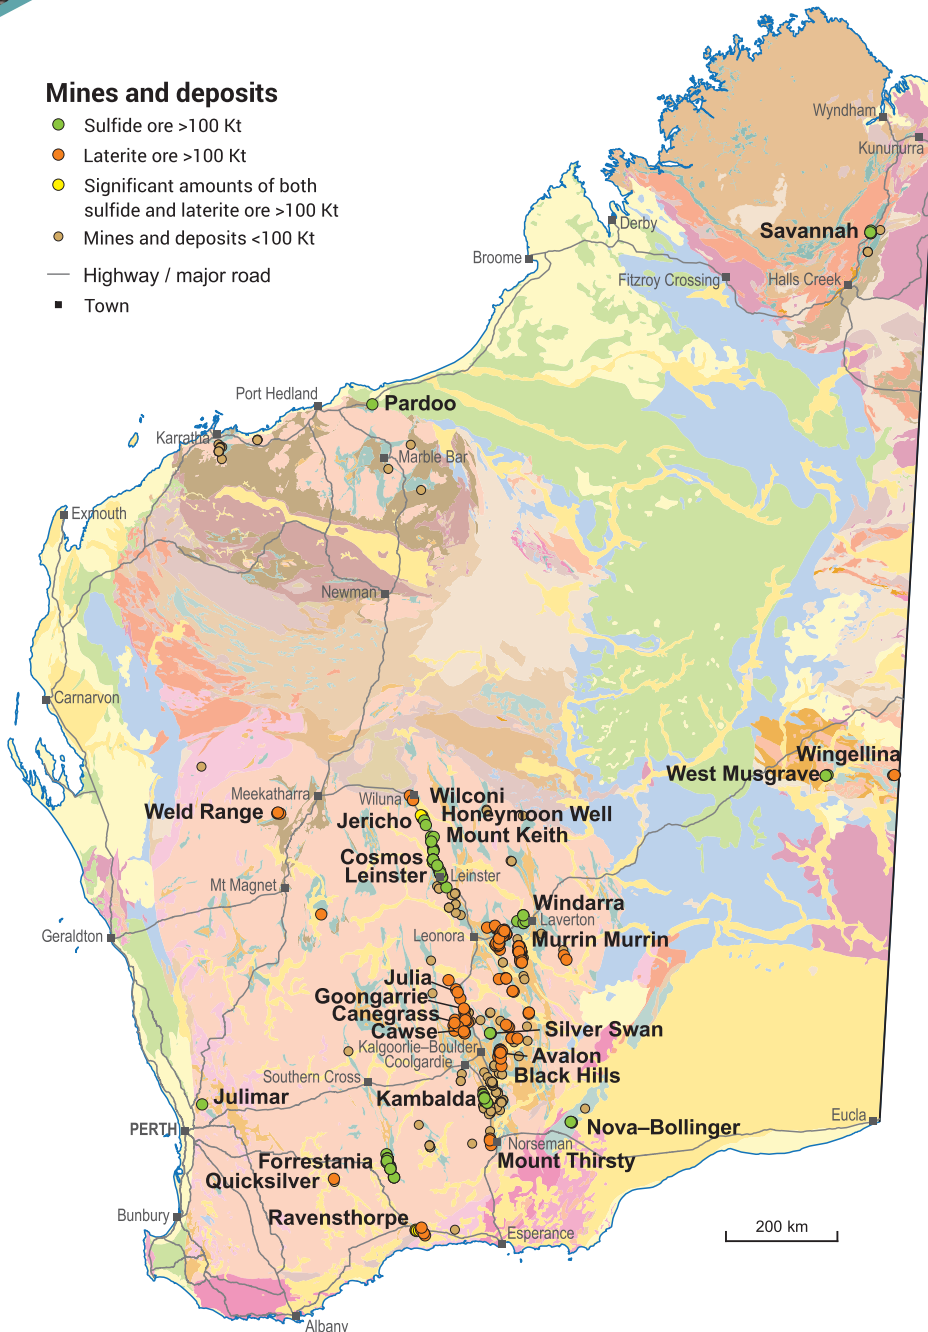 Mines and deposits
Sulfide ore >100 Kt
Laterite ore >100 Kt
Significant amounts of both
sulfide and laterite ore >100 Kt
Mines and deposits <100 Kt
Highway / major road
Town
Wyndham
Kununurra
Derby
Savannah
Broome
Fitzroy Crossing
Halls Creek
Port Hedland
Pardoo
Karratha
Marble Bar
Exmouth
Newman
Carnarvon
Wingellina
West Musgrave
Meekatharra
Wiluna
Wilconi
Weld Range
Jericho
Honeymoon Well
Mount Keith
Cosmos
Leinster
Leinster
Mt Magnet
Windarra
Laverton
Geraldton
Leonora
Murrin Murrin
Julia
Goongarrie
Canegrass
Cawse
Silver Swan
Kalgoorlie–Boulder
Avalon
Coolgardie
Black Hills
Southern Cross
Kambalda
Julimar
Eucla
PERTH
Nova–Bollinger
Norseman
Forrestania
Mount Thirsty
Quicksilver
Bunbury
Ravensthorpe
200 km
Esperance
Albany